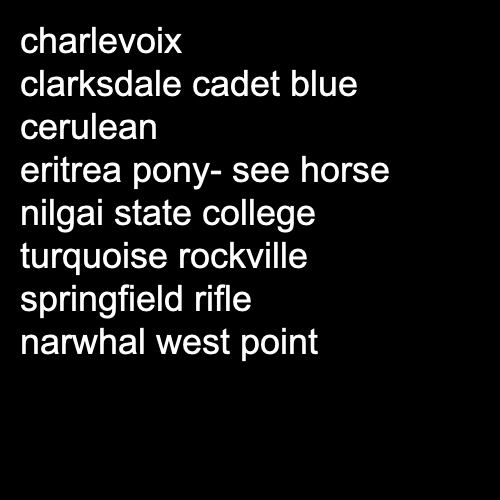 charlevoix
clarksdale cadet blue
cerulean
eritrea pony- see horse
nilgai state college
turquoise rockville
springfield rifle
narwhal west point